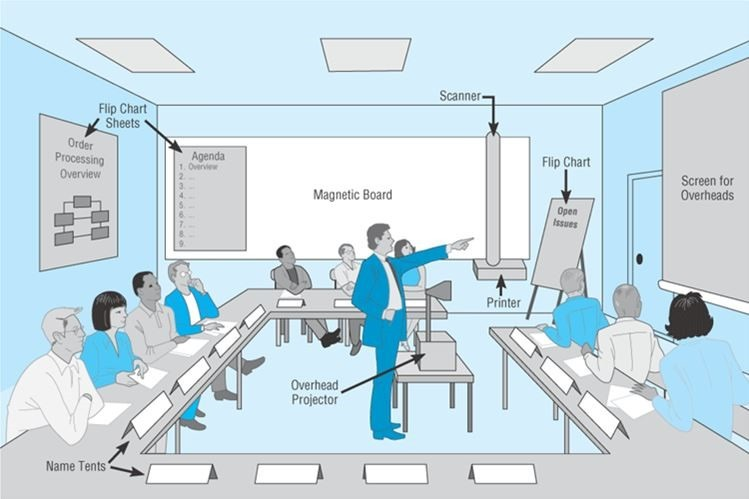 Scanner
Flip Chart
Sheets
Order
Processing
Overview
Agenda
1. Overview
2. ...
3. ...
4. ...
5. ...
6. ...
7. ...
8. ...
9.
Magnetic Board
Flip Chart
Open
Issues
Screen for
Overheads
Printer
Overhead
Projector
Name Tents